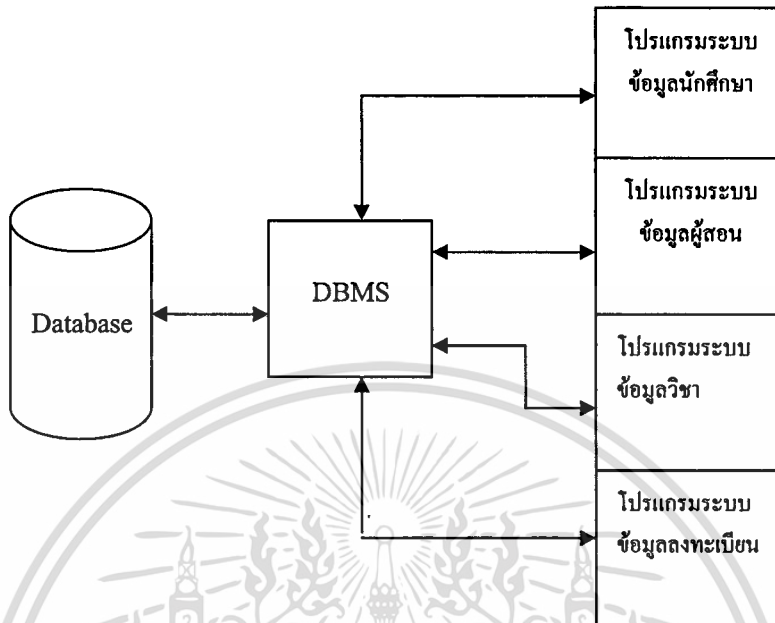 โปรแกรมระบบ
ข้อมูลนักศึกษา
โปรแกรมระบบ
ข้อมูลผู้สอน
Database
DBMS
โปรแกรมระบบ
ข้อมูลวิชา
โปรแกรมระบบ
ข้อมูลลงทะเบียน